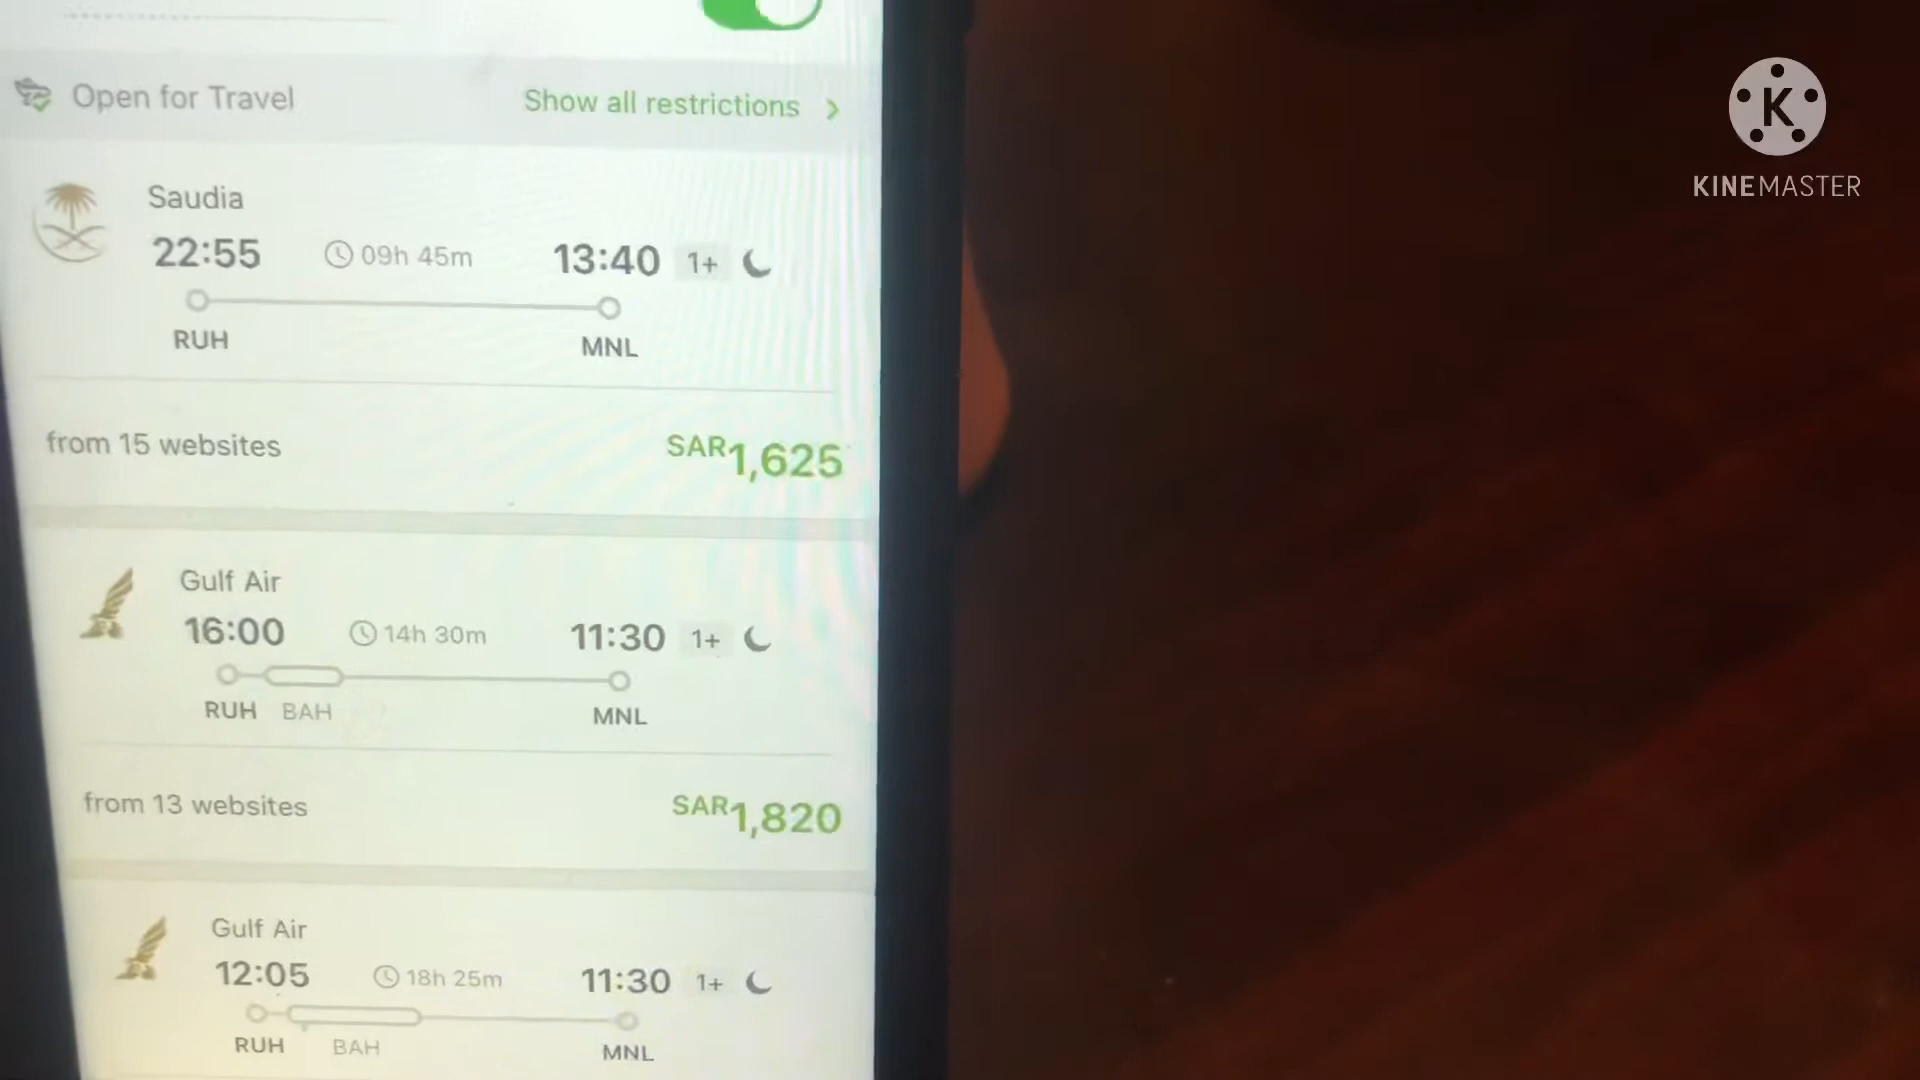 Open for Travel Show all restrictions
Saudia
22:55 09h 45m 13:40 1+
RUH MNL
from 15 websites SAR1,625
Gulf Air
16:00 14h 30m 11:30 1+
RUH BAH MNL
from 13 websites SAR1,820
Gulf Air
12:05 18h 25m 11:30 1+
RUH BAH MNL
K
KINEMASTER